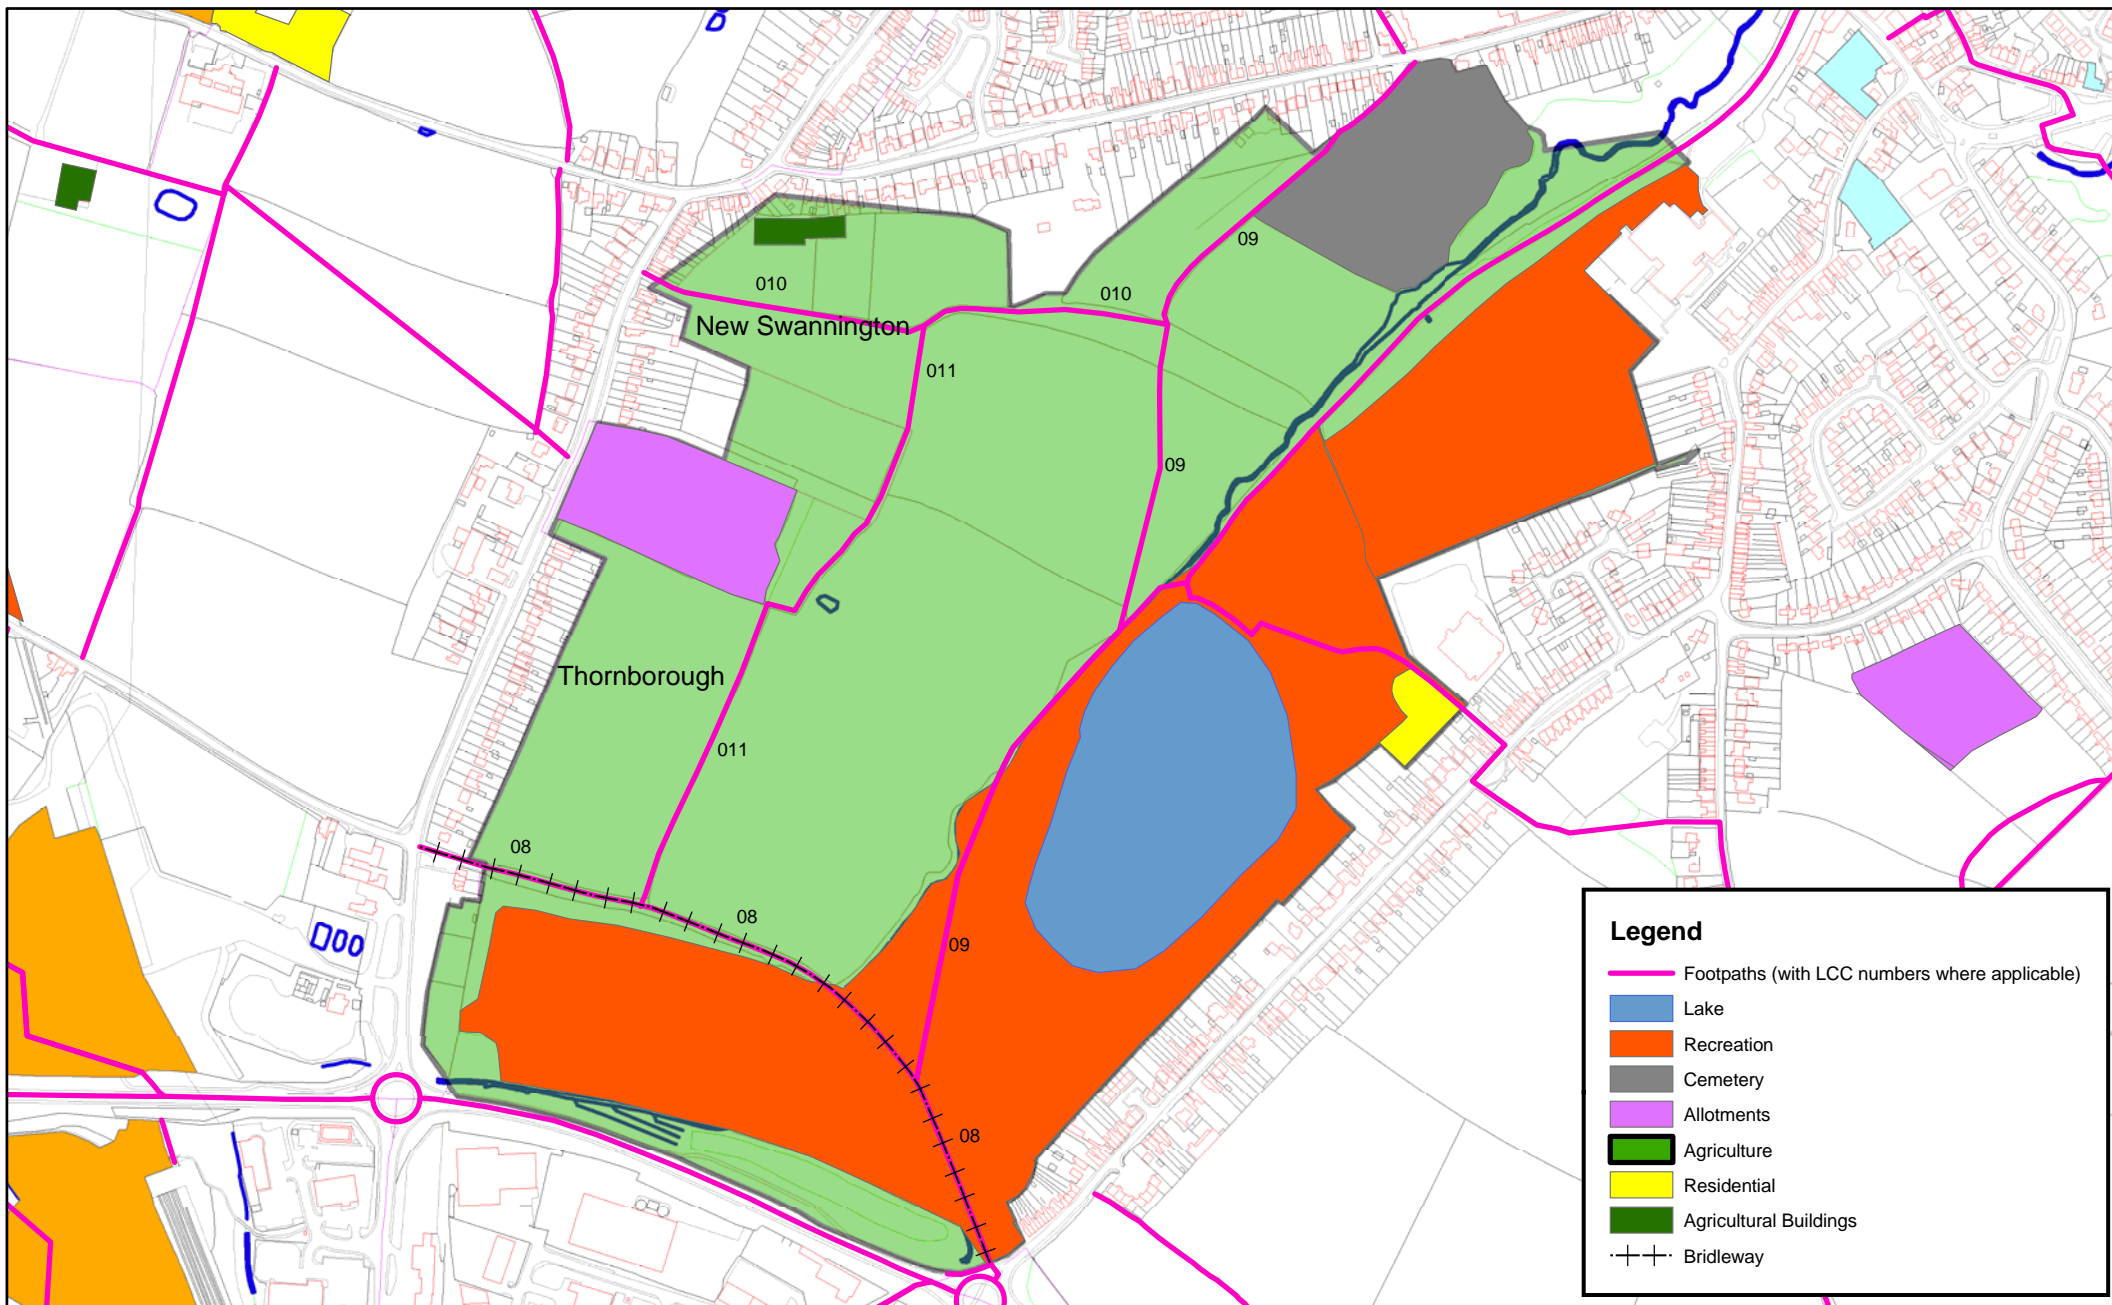 09
010
010
New Swannington
011
09
Thornborough
011
08
08
09
08
Legend
Footpaths (with LCC numbers where applicable)
Lake
Recreation
Cemetery
Allotments
Agriculture
Residential
Agricultural Buildings
Bridleway